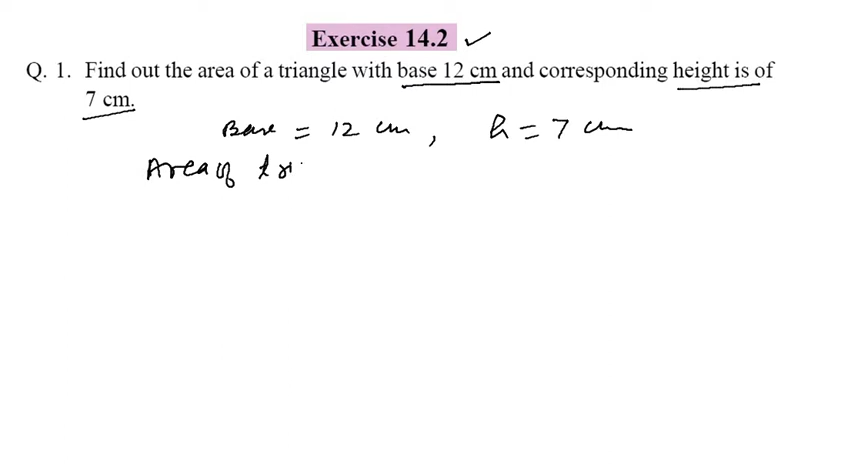 Exercise 14.2
Q. 1. Find out the area of a triangle with base 12 cm and corresponding height is of
7 cm.
Base = 12 cm, h = 7 cm
Area of tri